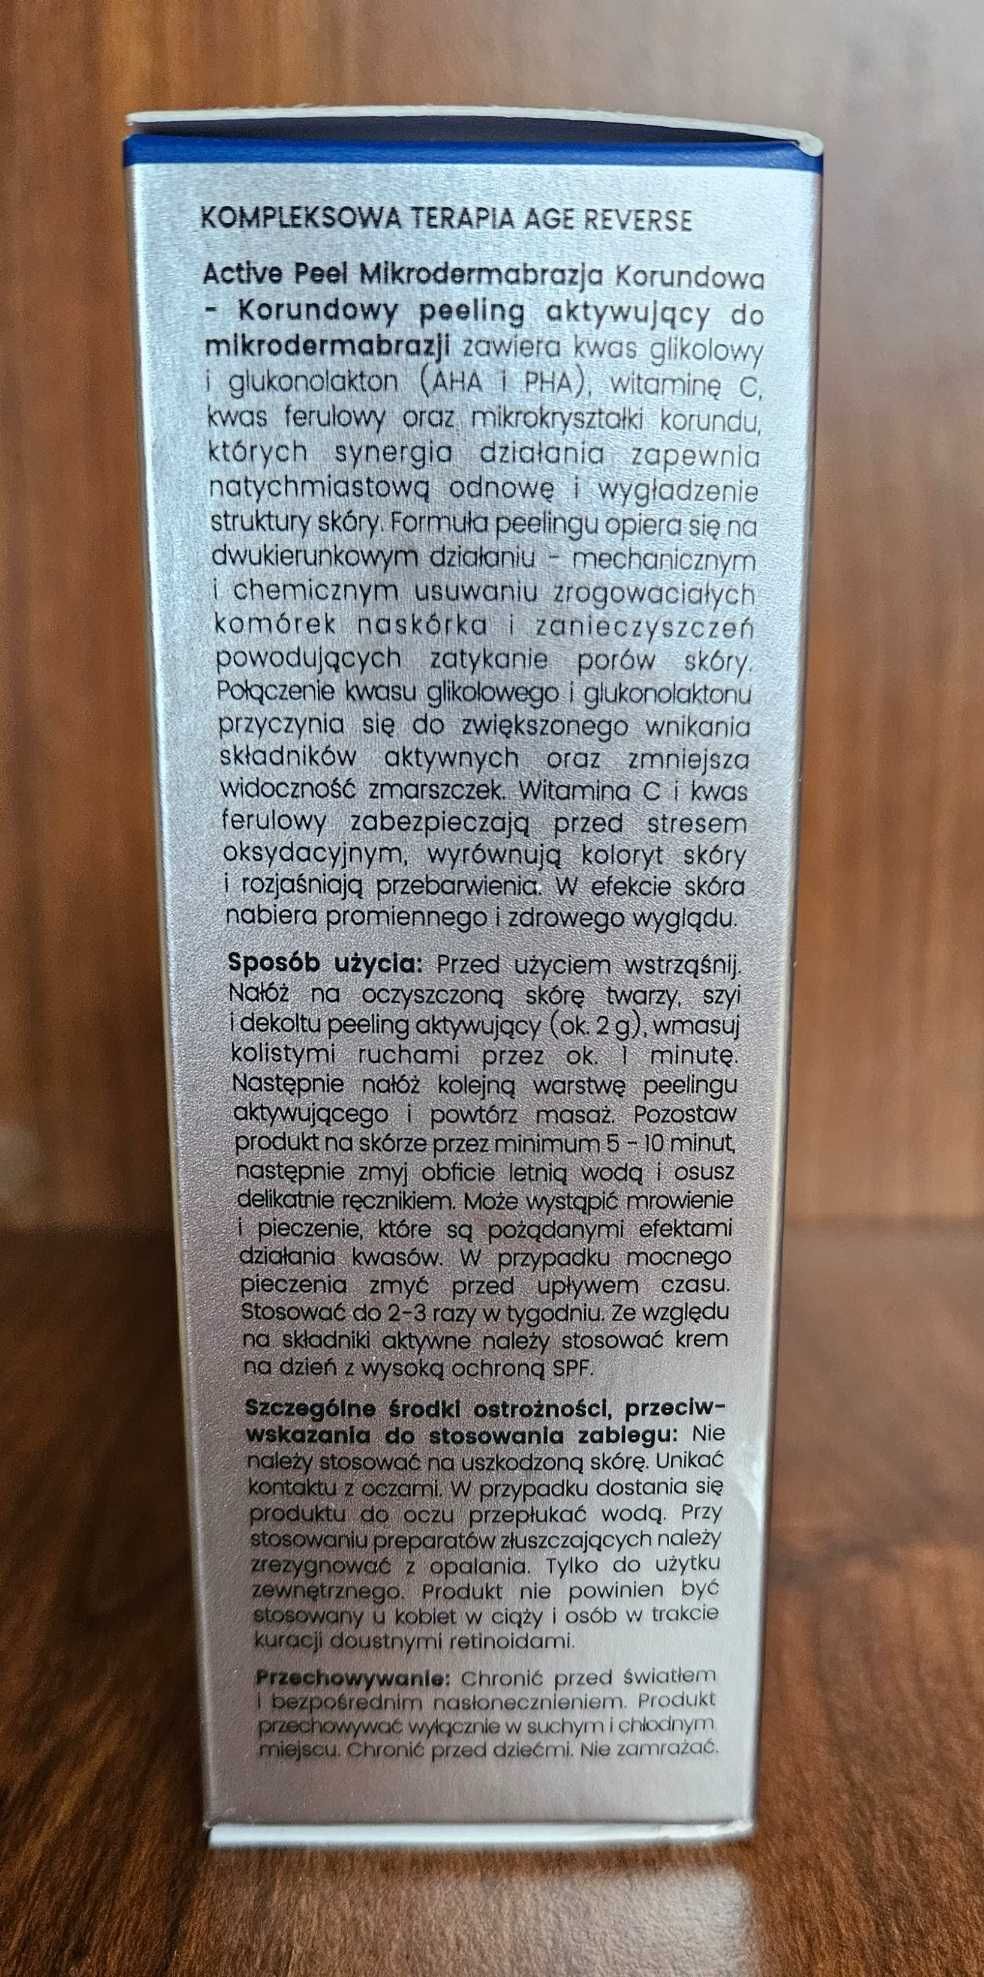 KOMPLEKSOWA TERAPIA AGE REVERSE
Active Peel Mikrodermabrazja Korundowa
- Korundowy peeling aktywujący do
mikrodermabrazji zawiera kwas glikolowy
i glukonolakton (AHA i PHA), witaminę C,
kwas ferulowy oraz mikrokryształki korundu,
których synergia działania zapewnia
natychmiastową odnowę i wygładzenie
struktury skóry. Formuła peelingu opiera się na
dwukierunkowym działaniu - mechanicznym
i chemicznym usuwaniu zrogowaciałych
komórek naskórka i zanieczyszczeń
powodujących zatykanie porów skóry.
Połączenie kwasu glikolowego i glukonolaktonu
przyczynia się do zwiększonego wnikania
składników aktywnych oraz zmniejsza
widoczność zmarszczek. Witamina C i kwas
ferulowy zabezpieczają przed stresem
oksydacyjnym, wyrównują koloryt skóry
i rozjaśniają przebarwienia. W efekcie skóra
nabiera promiennego i zdrowego wyglądu.
Sposób użycia: Przed użyciem wstrząśnij.
Nałóż na oczyszczoną skórę twarzy, szyi
i dekoltu peeling aktywujący (ok. 2 g), wmasuj
kolistymi ruchami przez ok. 1 minutę.
Następnie nałóż kolejną warstwę peelingu
aktywującego i powtórz masaż. Pozostaw
produkt na skórze przez minimum 5 - 10 minut,
następnie zmyj obficie letnią wodą i osusz
delikatnie ręcznikiem. Może wystąpić mrowienie
i pieczenie, które są pożądanymi efektami
działania kwasów. W przypadku mocnego
pieczenia zmyć przed upływem czasu.
Stosować do 2-3 razy w tygodniu. Ze względu
na składniki aktywne należy stosować krem
na dzień z wysoką ochroną SPF.
Szczególne środki ostrożności, przeciw-
wskazania do stosowania zabiegu: Nie
należy stosować na uszkodzoną skórę. Unikać
kontaktu z oczami. W przypadku dostania się
produktu do oczu przepłukać wodą. Przy
stosowaniu preparatów złuszczających należy
zrezygnować z opalania. Tylko do użytku
zewnętrznego. Produkt nie powinien być
stosowany u kobiet w ciąży i osób w trakcie
kuracji doustnymi retinoidami.
Przechowywanie: Chronić przed światłem
i bezpośrednim nasłonecznieniem. Produkt
przechowywać wyłącznie w suchym i chłodnym
miejscu. Chronić przed dziećmi. Nie zamrażać.